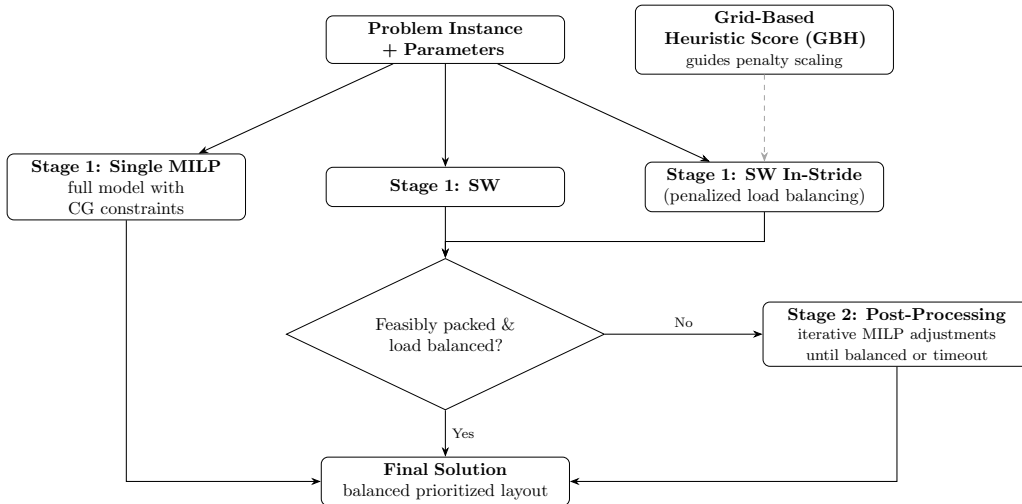 Problem Instance
+ Parameters
Grid-Based
Heuristic Score (GBH)
guides penalty scaling
Stage 1: Single MILP
full model with
CG constraints
Stage 1: SW
Stage 1: SW In-Stride
(penalized load balancing)
Feasibly packed &
load balanced?
No
Stage 2: Post-Processing
iterative MILP adjustments
until balanced or timeout
Yes
Final Solution
balanced prioritized layout